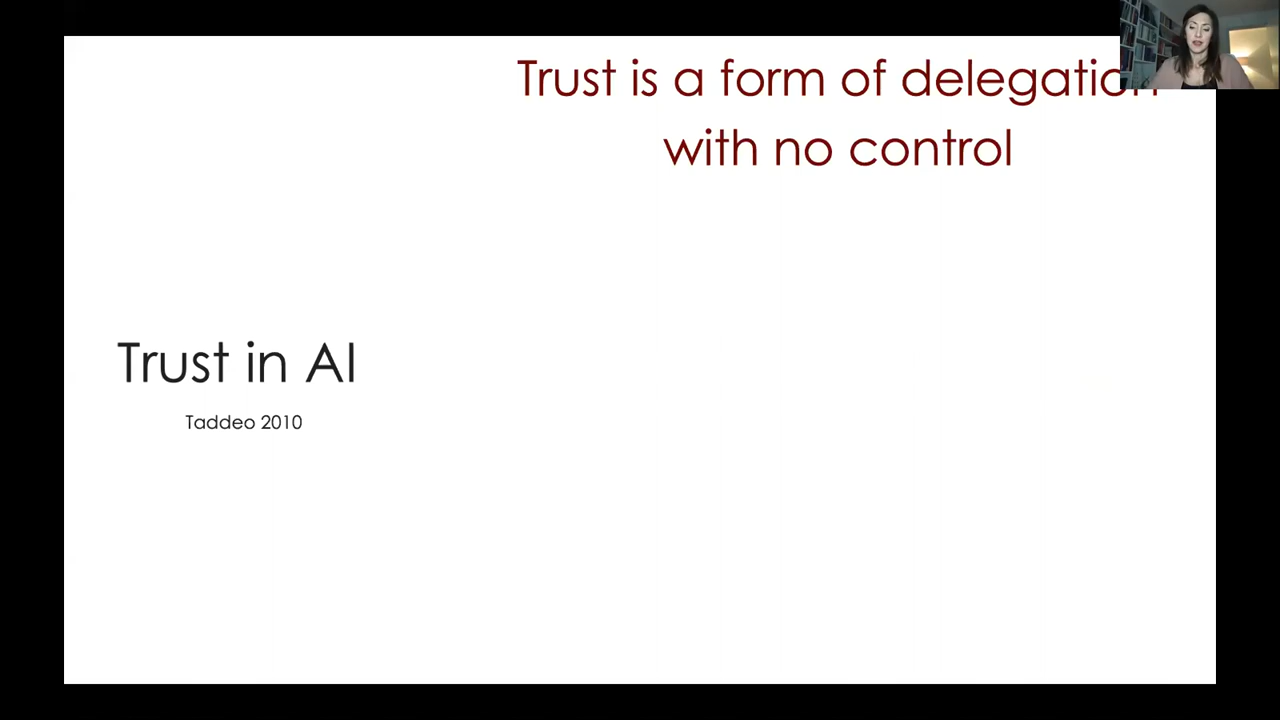 Trust is a form of delegation
with no control
Trust in AI
Taddeo 2010